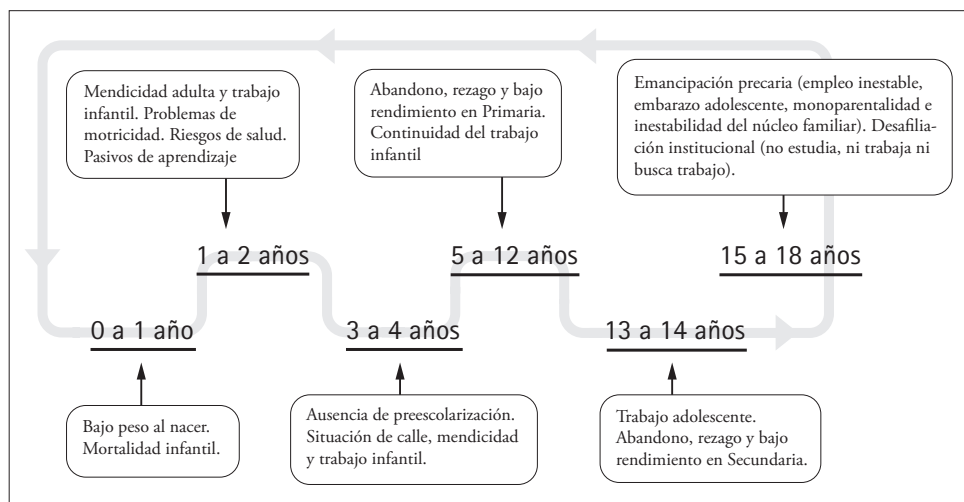 Mendicidad adulta y trabajo
infantil. Problemas de
motricidad. Riesgos de salud.
Pasivos de aprendizaje
Abandono, rezago y bajo
rendimiento en Primaria.
Continuidad del trabajo
infantil
Emancipación precaria (empleo inestable,
embarazo adolescente, monoparentalidad e
inestabilidad del núcleo familiar). Desafilia-
ción institucional (no estudia, ni trabaja ni
busca trabajo).
1 a 2 años
5 a 12 años
15 a 18 años
0 a 1 año
3 a 4 años
13 a 14 años
Bajo peso al nacer.
Mortalidad infantil.
Ausencia de preescolarización.
Situación de calle, mendicidad
y trabajo infantil.
Trabajo adolescente.
Abandono, rezago y bajo
rendimiento en Secundaria.